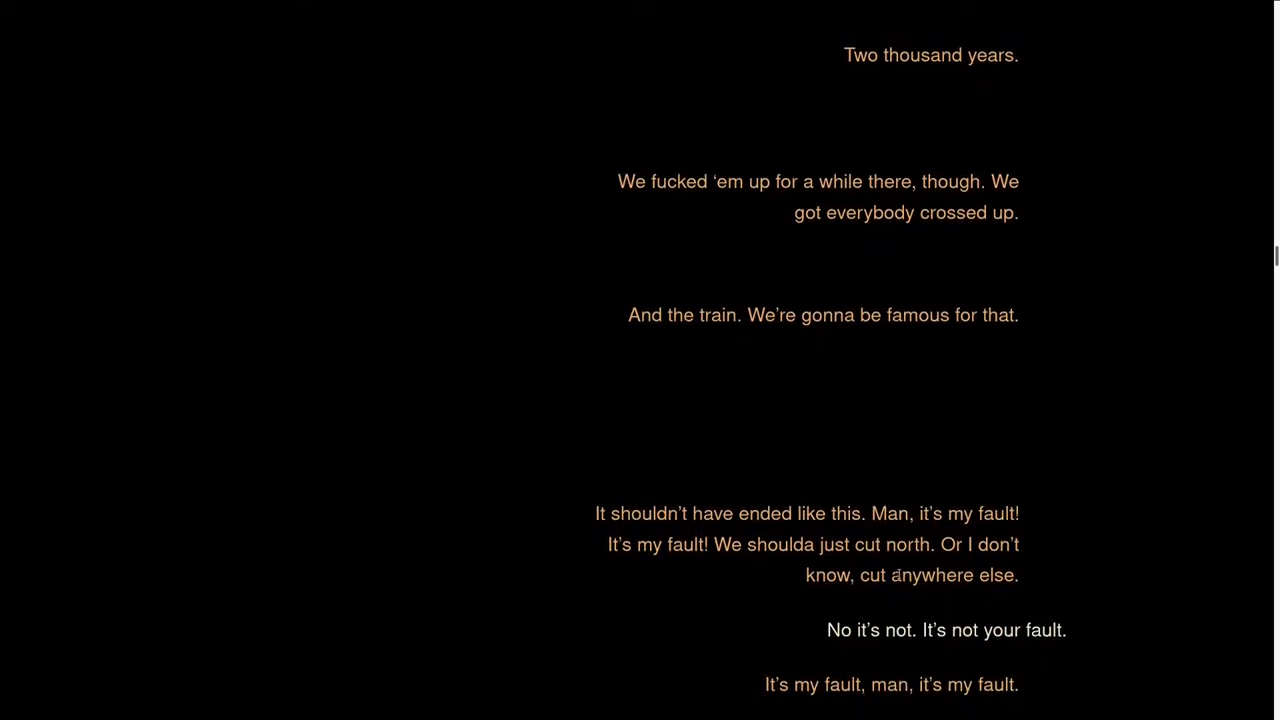 Two thousand years.
We fucked ‘em up for a while there, though. We
got everybody crossed up.
And the train. We’re gonna be famous for that.
It shouldn’t have ended like this. Man, it’s my fault!
It’s my fault! We shoulda just cut north. Or I don’t
know, cut anywhere else.
No it’s not. It’s not your fault.
It’s my fault, man, it’s my fault.